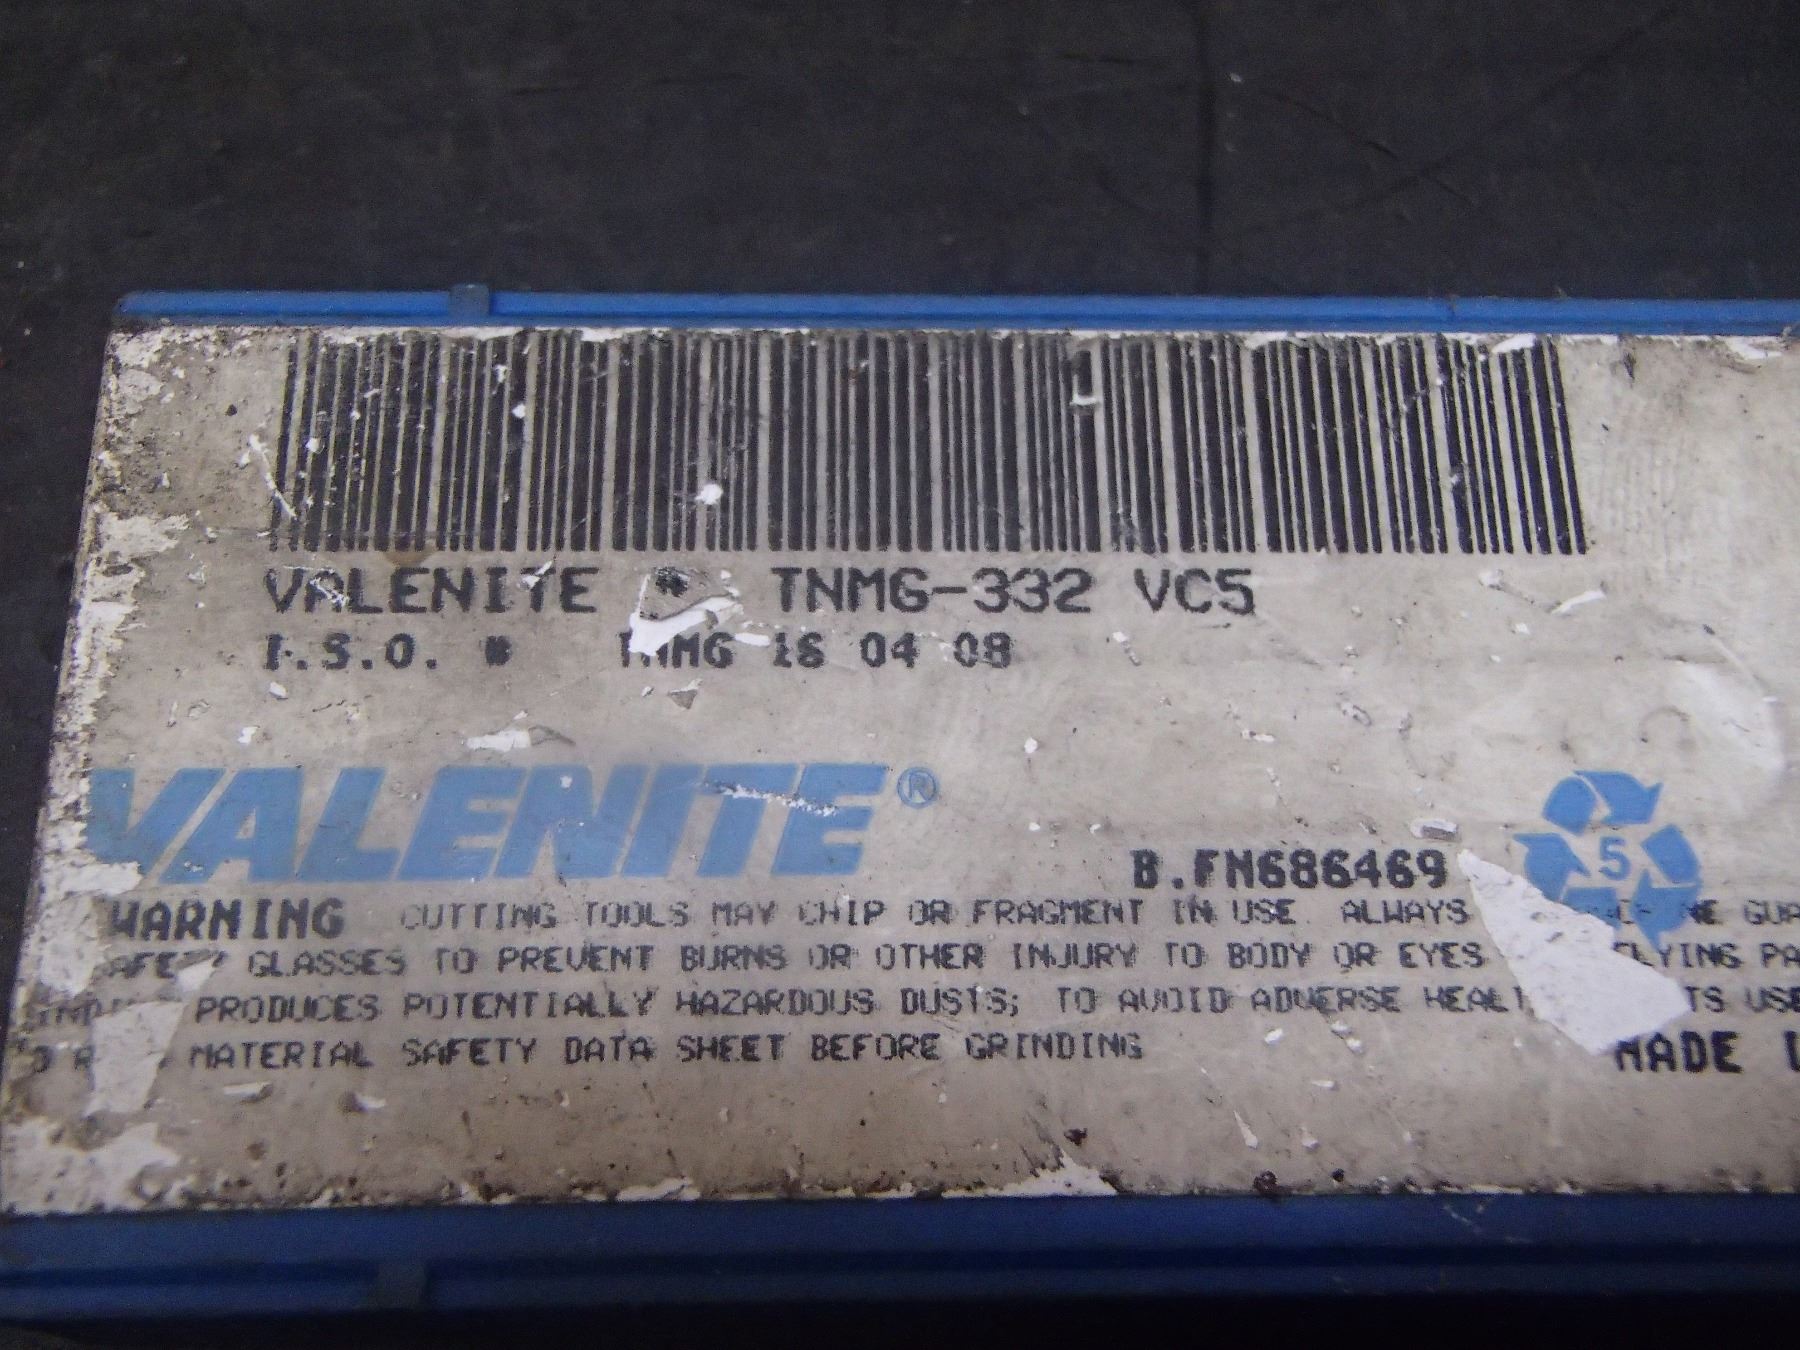 VALENITE # TNMG-332 VC5
I.S.O. # TNMG 16 04 08
VALENITE®
5
B.FN686469
WARNING CUTTING TOOLS MAY CHIP OR FRAGMENT IN USE. ALWAYS
GLASSES TO PREVENT BURNS OR OTHER INJURY TO BODY OR EYES
PRODUCES POTENTIALLY HAZARDOUS DUSTS; TO AVOID ADVERSE
MATERIAL SAFETY DATA SHEET BEFORE GRINDING
MADE